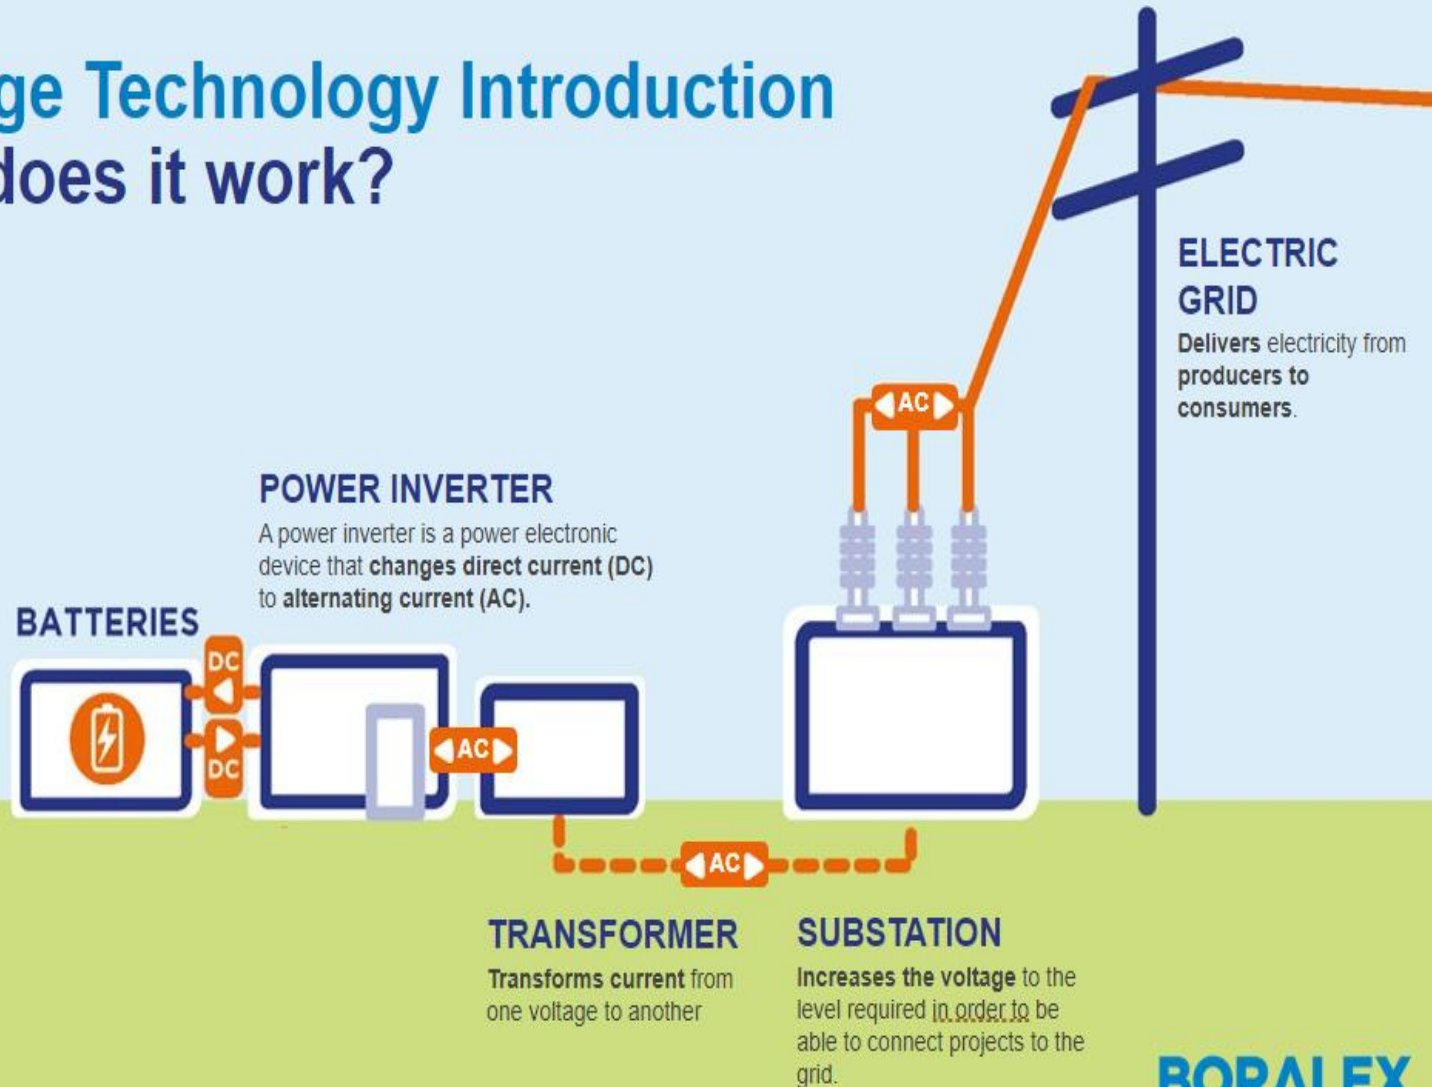 ge Technology Introduction
does it work?
ELECTRIC
GRID
Delivers electricity from
producers to
consumers.
AC
POWER INVERTER
A power inverter is a power electronic
device that changes direct current (DC)
to alternating current (AC).
BATTERIES
DC
DC
AC
AC
TRANSFORMER
Transforms current from
one voltage to another
SUBSTATION
Increases the voltage to the
level required in order to be
able to connect projects to the
grid.
BORALEX